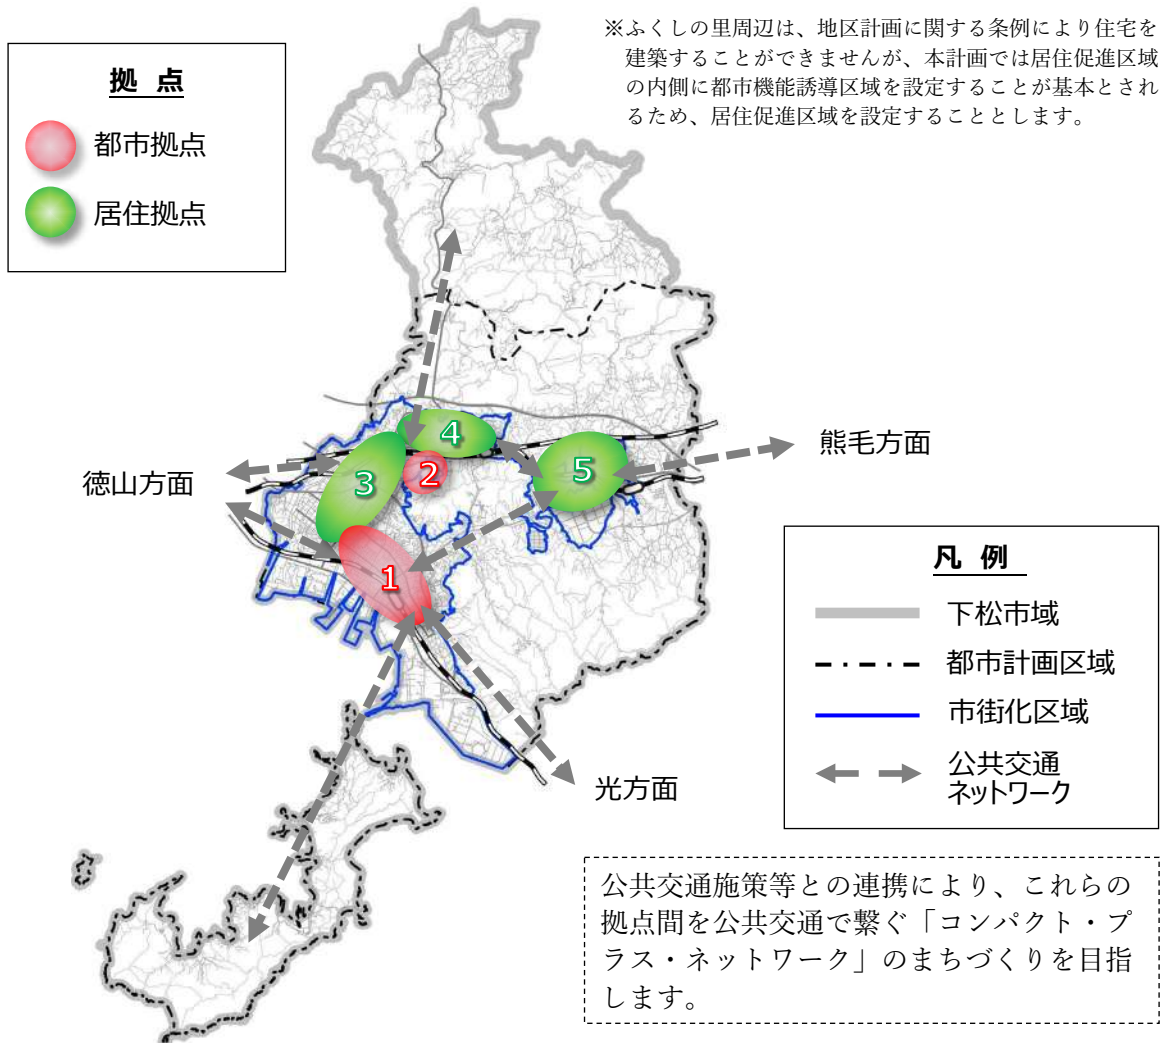 ※ふくしの里周辺は、地区計画に関する条例により住宅を
建築することができませんが、本計画では居住促進区域
の内側に都市機能誘導区域を設定することが基本とされ
るため、居住促進区域を設定することとします。
拠 点
都市拠点
居住拠点
4
2
3
5
1
徳山方面
熊毛方面
光方面
凡 例
下松市域
都市計画区域
市街化区域
公共交通
ネットワーク
公共交通施策等との連携により、これらの
拠点間を公共交通で繋ぐ「コンパクト・プ
ラス・ネットワーク」のまちづくりを目指
します。